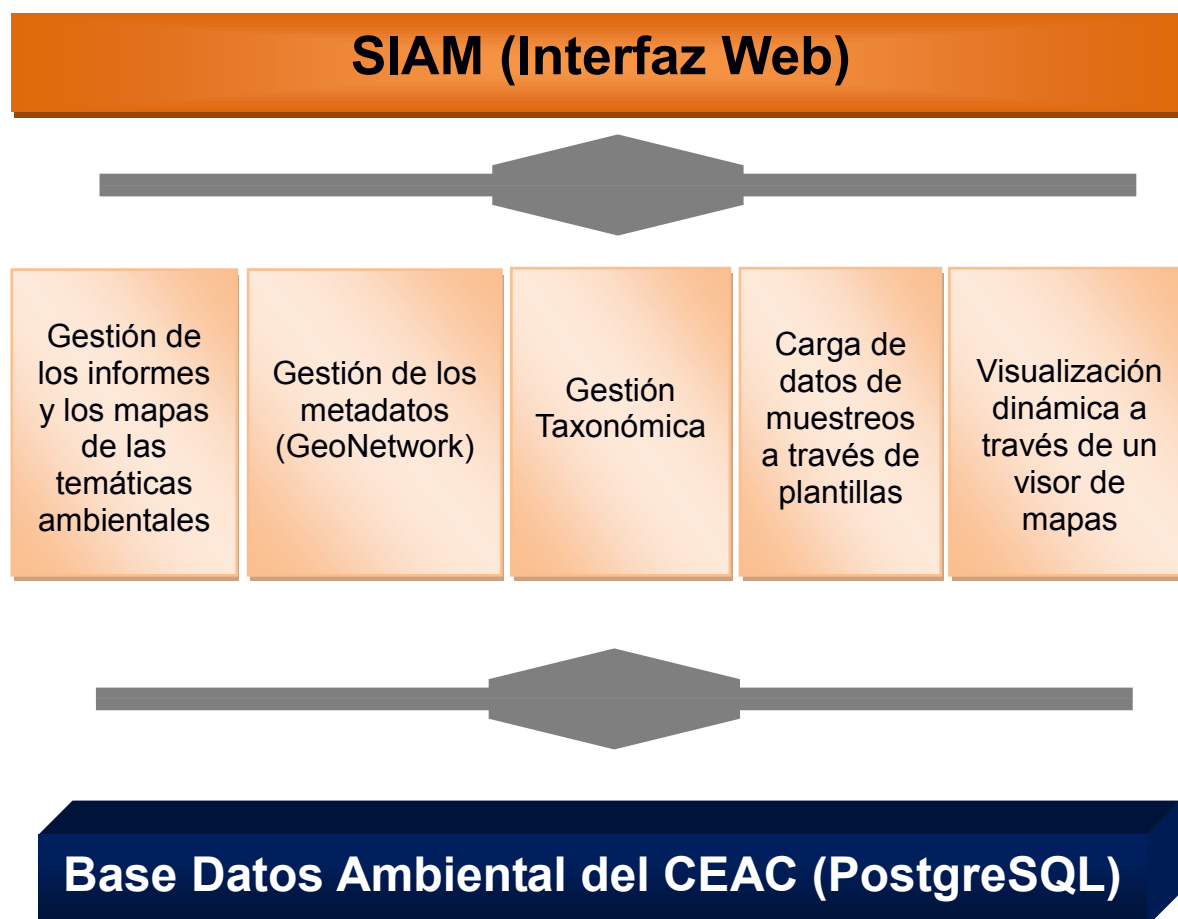 SIAM (Interfaz Web)
Gestión de
los informes
y los mapas
de las
temáticas
ambientales
Gestión de los
metadatos
(GeoNetwork)
Gestión
Taxonómica
Carga de
datos de
muestreos
a través de
plantillas
Visualización
dinámica a
través de un
visor de
mapas
Base Datos Ambiental del CEAC (PostgreSQL)